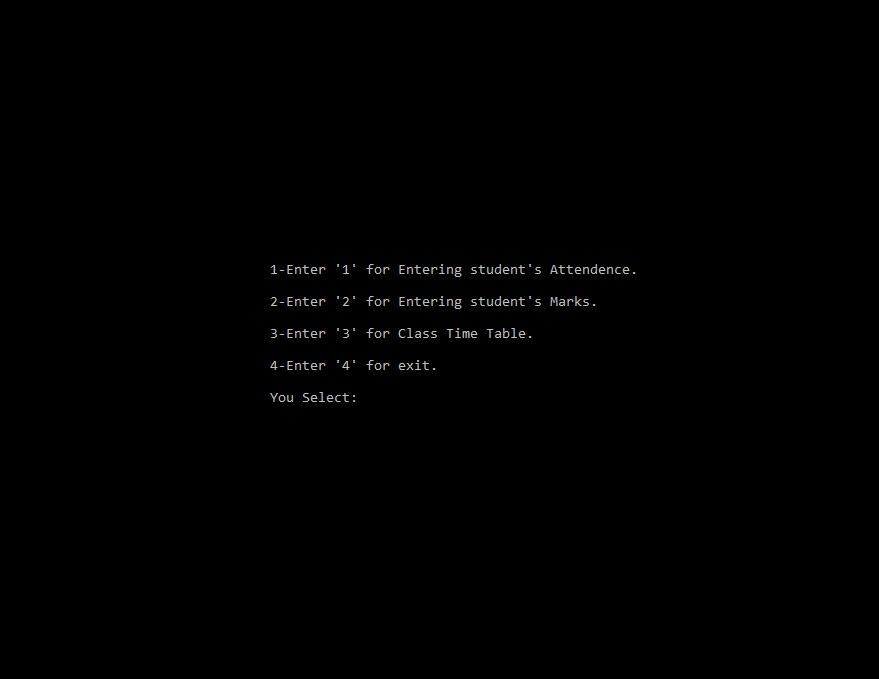 1-Enter '1' for Entering student's Attendence.
2-Enter '2' for Entering student's Marks.
3-Enter '3' for Class Time Table.
4-Enter '4' for exit.
You Select: